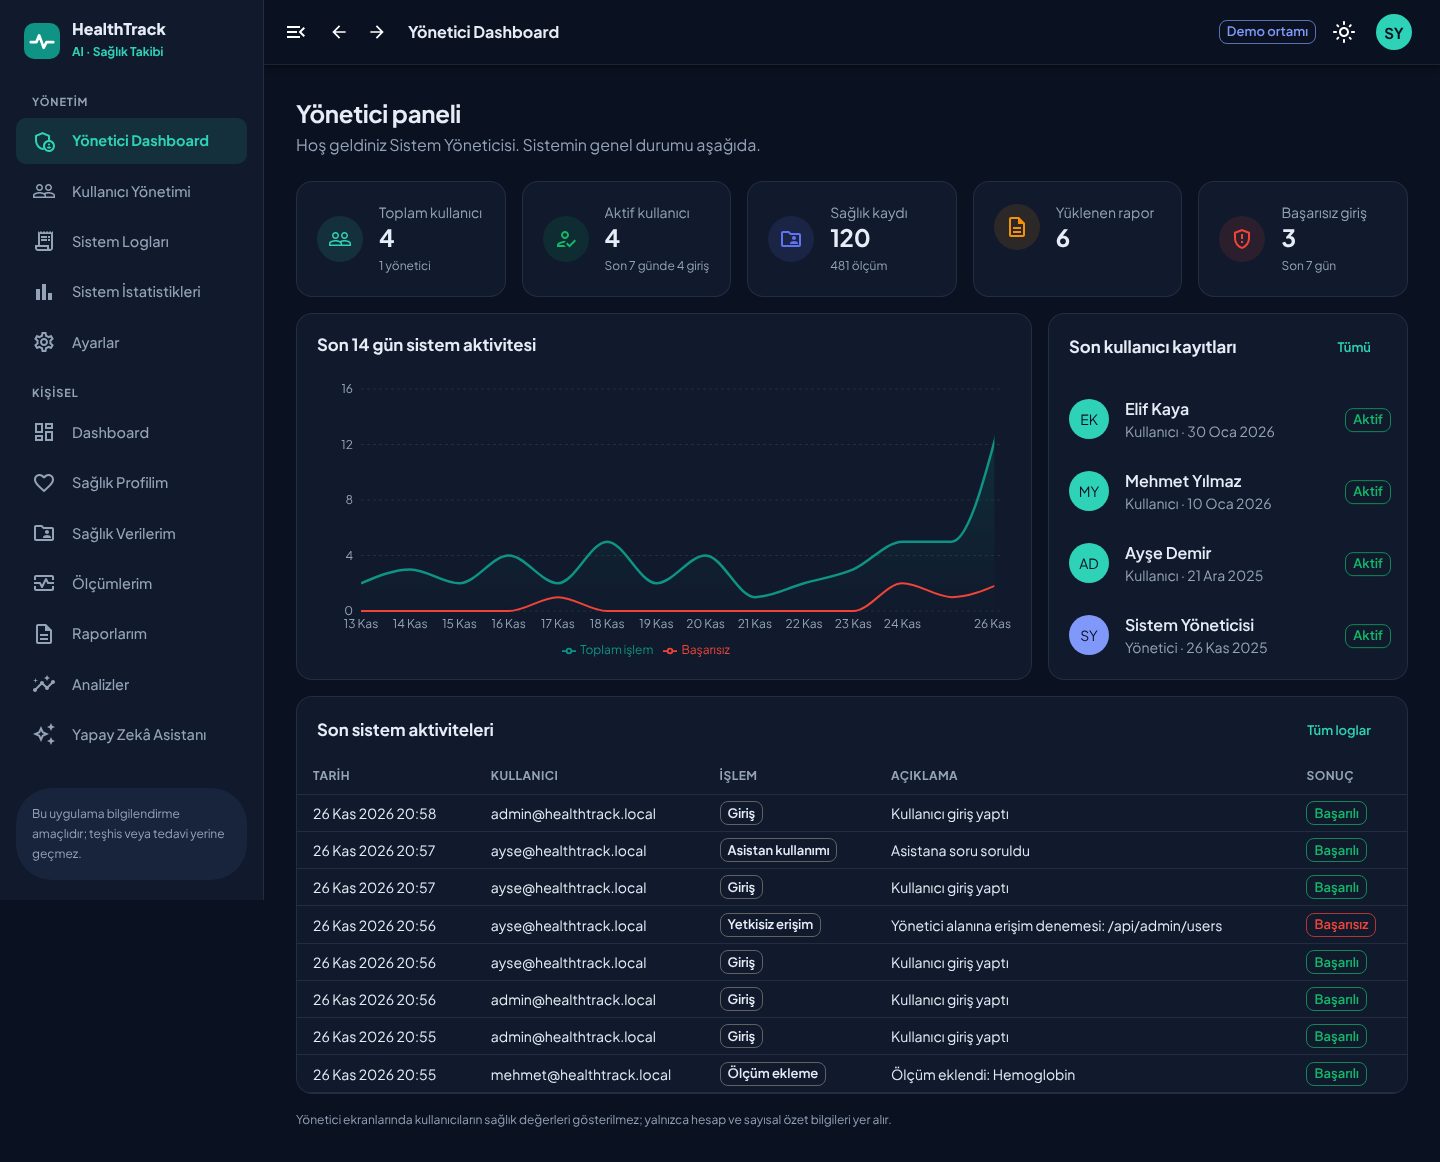 HealthTrack
AI · Sağlık Takibi
YÖNETİM
Yönetici Dashboard
Kullanıcı Yönetimi
Sistem Logları
Sistem İstatistikleri
Ayarlar
KİŞİSEL
Dashboard
Sağlık Profilim
Sağlık Verilerim
Ölçümlerim
Raporlarım
Analizler
Yapay Zekâ Asistanı
Bu uygulama bilgilendirme
amaçlıdır; teşhis veya tedavi yerine
geçmez.
Yönetici Dashboard
Demo ortamı
SY
Yönetici paneli
Hoş geldiniz Sistem Yöneticisi. Sistemin genel durumu aşağıda.
Toplam kullanıcı
4
1 yönetici
Aktif kullanıcı
4
Son 7 günde 4 giriş
Sağlık kaydı
120
481 ölçüm
Yüklenen rapor
6
Başarısız giriş
3
Son 7 gün
Son 14 gün sistem aktivitesi
16
12
8
4
0
13 Kas 14 Kas 15 Kas 16 Kas 17 Kas 18 Kas 19 Kas 20 Kas 21 Kas 22 Kas 23 Kas 24 Kas 26 Kas
Toplam işlem Başarısız
Son kullanıcı kayıtları Tümü
EK
Elif Kaya
Kullanıcı · 30 Oca 2026
Aktif
MY
Mehmet Yılmaz
Kullanıcı · 10 Oca 2026
Aktif
AD
Ayşe Demir
Kullanıcı · 21 Ara 2025
Aktif
SY
Sistem Yöneticisi
Yönetici · 26 Kas 2025
Aktif
Son sistem aktiviteleri Tüm loglar
TARİH KULLANICI İŞLEM AÇIKLAMA SONUÇ
26 Kas 2026 20:58 admin@healthtrack.local Giriş Kullanıcı giriş yaptı Başarılı
26 Kas 2026 20:57 ayse@healthtrack.local Asistan kullanımı Asistana soru soruldu Başarılı
26 Kas 2026 20:57 ayse@healthtrack.local Giriş Kullanıcı giriş yaptı Başarılı
26 Kas 2026 20:56 ayse@healthtrack.local Yetkisiz erişim Yönetici alanına erişim denemesi: /api/admin/users Başarısız
26 Kas 2026 20:56 ayse@healthtrack.local Giriş Kullanıcı giriş yaptı Başarılı
26 Kas 2026 20:56 admin@healthtrack.local Giriş Kullanıcı giriş yaptı Başarılı
26 Kas 2026 20:55 admin@healthtrack.local Giriş Kullanıcı giriş yaptı Başarılı
26 Kas 2026 20:55 mehmet@healthtrack.local Ölçüm ekleme Ölçüm eklendi: Hemoglobin Başarılı
Yönetici ekranlarında kullanıcıların sağlık değerleri gösterilmez; yalnızca hesap ve sayısal özet bilgileri yer alır.